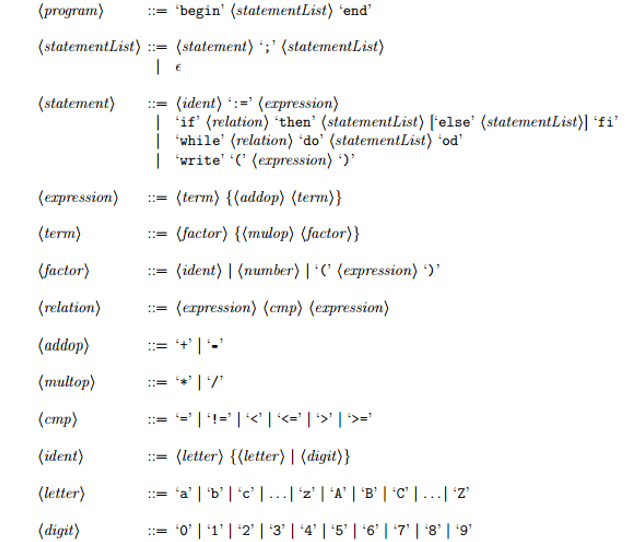 ⟨program⟩ ::= ‘begin’ ⟨statementList⟩ ‘end’
⟨statementList⟩ ::= ⟨statement⟩ ‘;’ ⟨statementList⟩
| ϵ
⟨statement⟩ ::= ⟨ident⟩ ‘:=’ ⟨expression⟩
| ‘if’ ⟨relation⟩ ‘then’ ⟨statementList⟩ [‘else’ ⟨statementList⟩] ‘fi’
| ‘while’ ⟨relation⟩ ‘do’ ⟨statementList⟩ ‘od’
| ‘write’ ‘(’ ⟨expression⟩ ‘)’
⟨expression⟩ ::= ⟨term⟩ {⟨addop⟩ ⟨term⟩}
⟨term⟩ ::= ⟨factor⟩ {⟨mulop⟩ ⟨factor⟩}
⟨factor⟩ ::= ⟨ident⟩ | ⟨number⟩ | ‘(’ ⟨expression⟩ ‘)’
⟨relation⟩ ::= ⟨expression⟩ ⟨cmp⟩ ⟨expression⟩
⟨addop⟩ ::= ‘+’ | ‘-’
⟨multop⟩ ::= ‘*’ | ‘/’
⟨cmp⟩ ::= ‘=’ | ‘!=’ | ‘<’ | ‘<=’ | ‘>’ | ‘>=’
⟨ident⟩ ::= ⟨letter⟩ {⟨letter⟩ | ⟨digit⟩}
⟨letter⟩ ::= ‘a’ | ‘b’ | ‘c’ | ...| ‘z’ | ‘A’ | ‘B’ | ‘C’ | ...| ‘Z’
⟨digit⟩ ::= ‘0’ | ‘1’ | ‘2’ | ‘3’ | ‘4’ | ‘5’ | ‘6’ | ‘7’ | ‘8’ | ‘9’